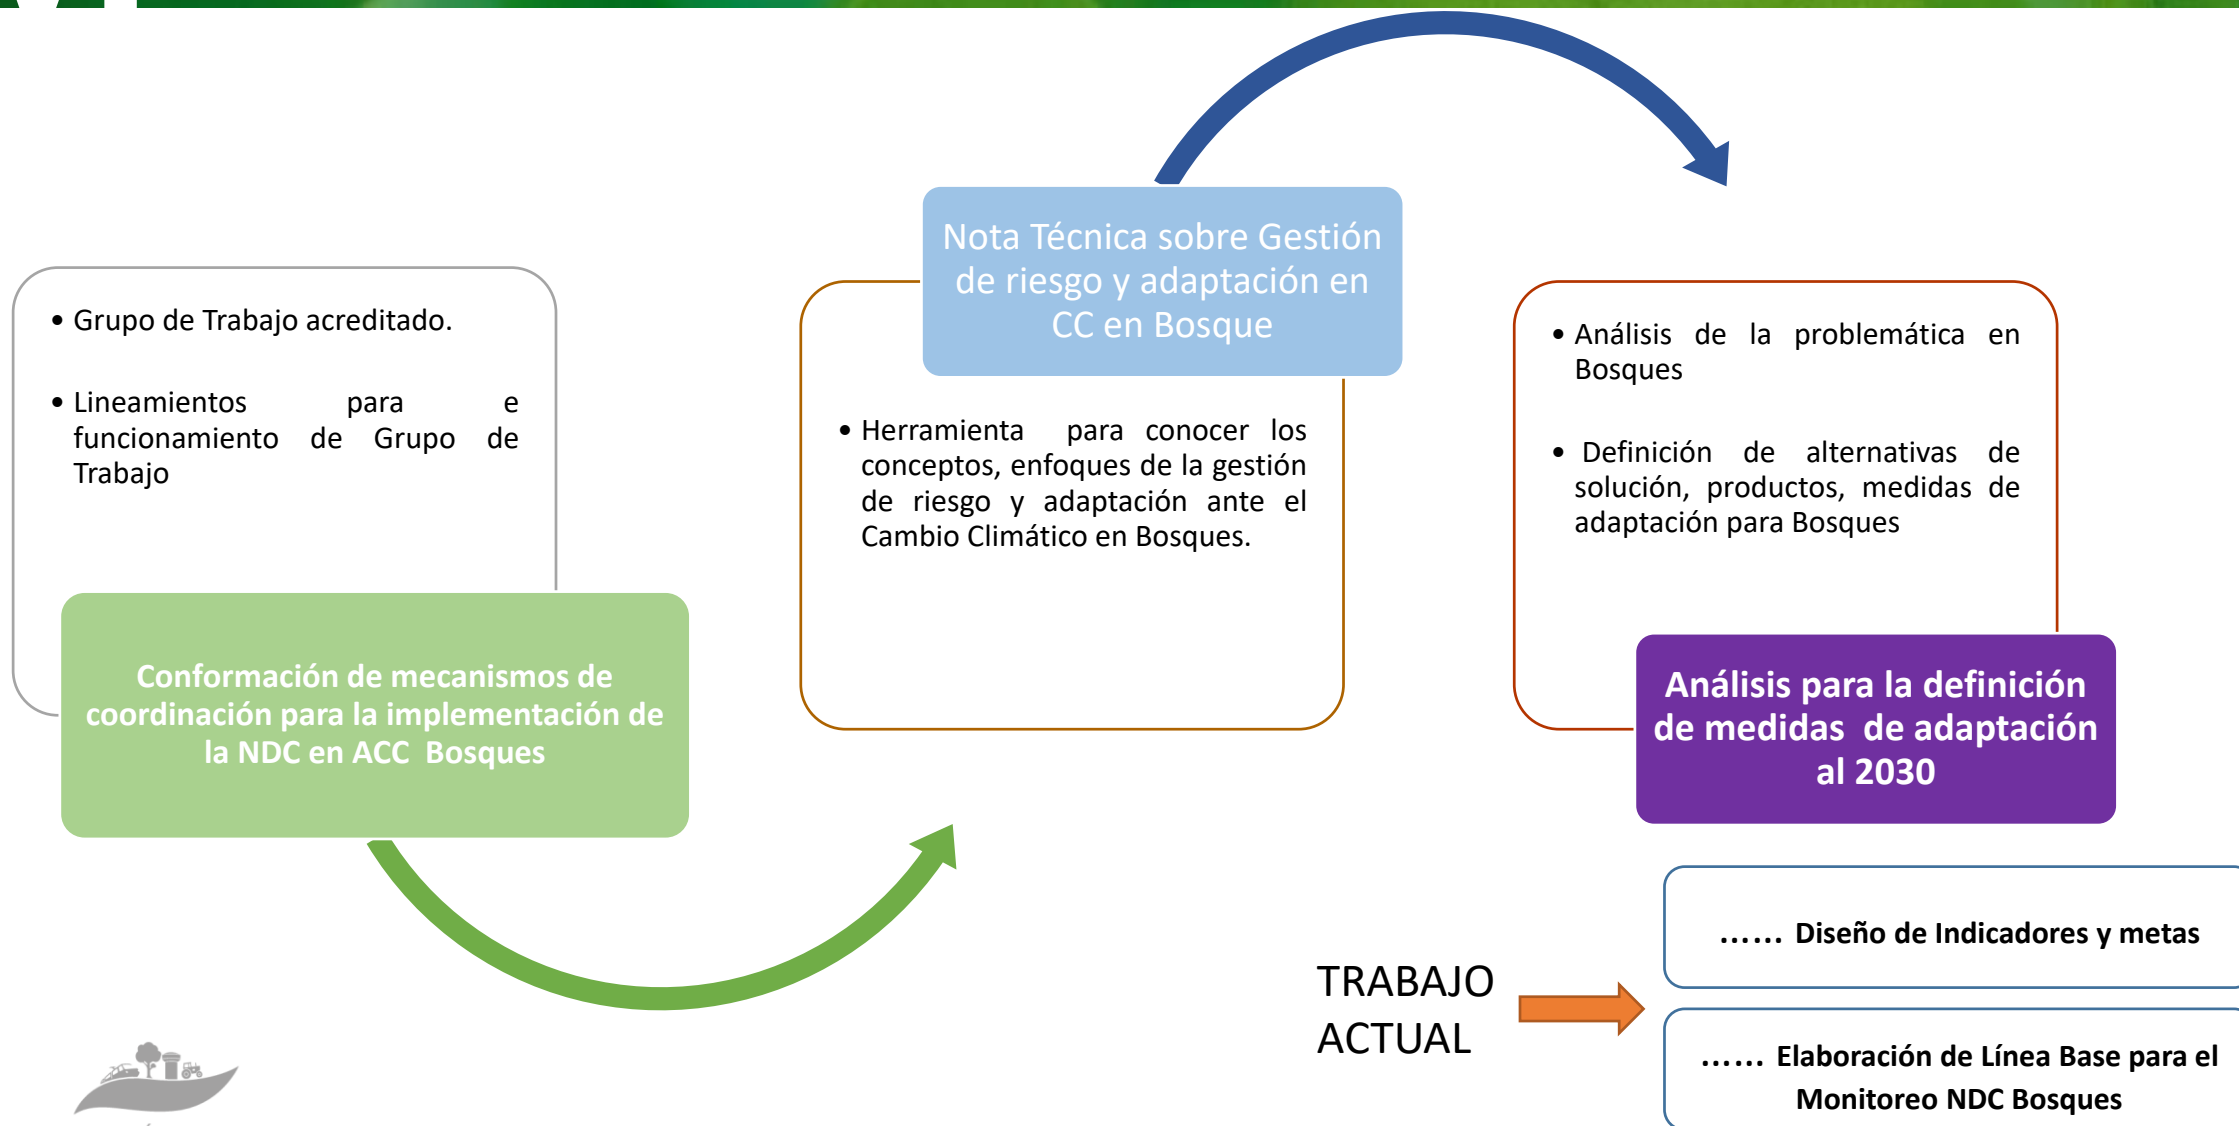 • Grupo de Trabajo acreditado.
• Lineamientos para e
funcionamiento de Grupo de
Trabajo
Conformación de mecanismos de
coordinación para la implementación de
la NDC en ACC Bosques
Nota Técnica sobre Gestión
de riesgo y adaptación en
CC en Bosque
• Herramienta para conocer los
conceptos, enfoques de la gestión
de riesgo y adaptación ante el
Cambio Climático en Bosques.
• Análisis de la problemática en
Bosques
• Definición de alternativas de
solución, productos, medidas de
adaptación para Bosques
Análisis para la definición
de medidas de adaptación
al 2030
TRABAJO
ACTUAL
...... Diseño de Indicadores y metas
...... Elaboración de Línea Base para el
Monitoreo NDC Bosques